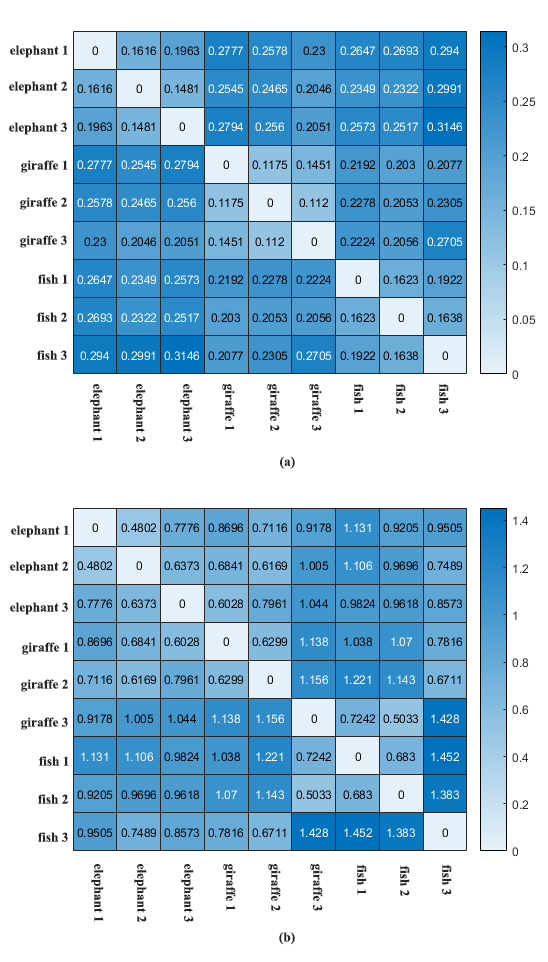 elephant 1 0 0.1616 0.1963 0.2777 0.2578 0.23 0.2647 0.2693 0.294
elephant 2 0.1616 0 0.1481 0.2545 0.2465 0.2046 0.2349 0.2322 0.2991
elephant 3 0.1963 0.1481 0 0.2794 0.256 0.2051 0.2573 0.2517 0.3146
giraffe 1 0.2777 0.2545 0.2794 0 0.1175 0.1451 0.2192 0.203 0.2077
giraffe 2 0.2578 0.2465 0.256 0.1175 0 0.112 0.2278 0.2053 0.2305
giraffe 3 0.23 0.2046 0.2051 0.1451 0.112 0 0.2224 0.2056 0.2705
fish 1 0.2647 0.2349 0.2573 0.2192 0.2278 0.2224 0 0.1623 0.1922
fish 2 0.2693 0.2322 0.2517 0.203 0.2053 0.2056 0.1623 0 0.1638
fish 3 0.294 0.2991 0.3146 0.2077 0.2305 0.2705 0.1922 0.1638 0
elephant 1 elephant 2 elephant 3 giraffe 1 giraffe 2 giraffe 3 fish 1 fish 2 fish 3
0.3
0.25
0.2
0.15
0.1
0.05
0
(a)
elephant 1 0 0.4802 0.7776 0.8696 0.7116 0.9178 1.131 0.9205 0.9505
elephant 2 0.4802 0 0.6373 0.6841 0.6169 1.005 1.106 0.9696 0.7489
elephant 3 0.7776 0.6373 0 0.6028 0.7961 1.044 0.9824 0.9618 0.8573
giraffe 1 0.8696 0.6841 0.6028 0 0.6299 1.138 1.038 1.07 0.7816
giraffe 2 0.7116 0.6169 0.7961 0.6299 0 1.156 1.221 1.143 0.6711
giraffe 3 0.9178 1.005 1.044 1.138 1.156 0 0.7242 0.5033 1.428
fish 1 1.131 1.106 0.9824 1.038 1.221 0.7242 0 0.683 1.452
fish 2 0.9205 0.9696 0.9618 1.07 1.143 0.5033 0.683 0 1.383
fish 3 0.9505 0.7489 0.8573 0.7816 0.6711 1.428 1.452 1.383 0
elephant 1 elephant 2 elephant 3 giraffe 1 giraffe 2 giraffe 3 fish 1 fish 2 fish 3
1.4
1.2
1
0.8
0.6
0.4
0.2
0
(b)